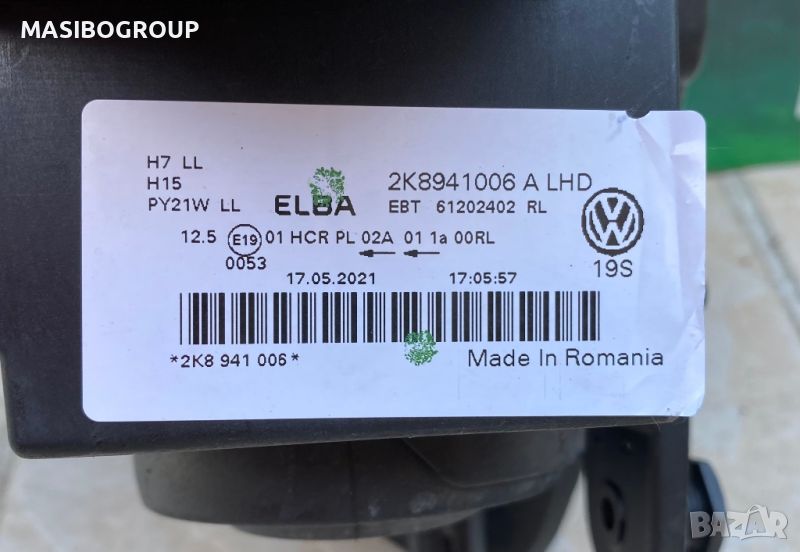 MASIBOGROUP
H7 LL
H15
PY21W LL
ELBA
2K8941006 A LHD
EBT 61202402 RL
12.5 E19 01 HCR PL 02A 01 1a 00RL
0053
19S
17.05.2021 17:05:57
*2K8 941 006*
Made In Romania
BAZAR